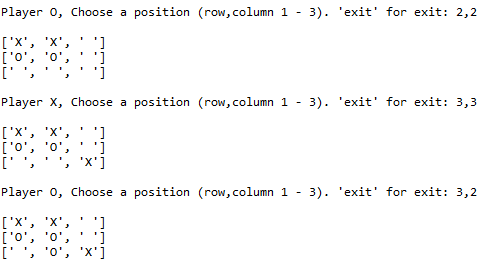 Player O, Choose a position (row,column 1 - 3). 'exit' for exit: 2,2
['X', 'X', ' ']
['O', 'O', ' ']
[' ', ' ', ' ']
Player X, Choose a position (row,column 1 - 3). 'exit' for exit: 3,3
['X', 'X', ' ']
['O', 'O', ' ']
[' ', ' ', 'X']
Player O, Choose a position (row,column 1 - 3). 'exit' for exit: 3,2
['X', 'X', ' ']
['O', 'O', ' ']
[' ', 'O', 'X']